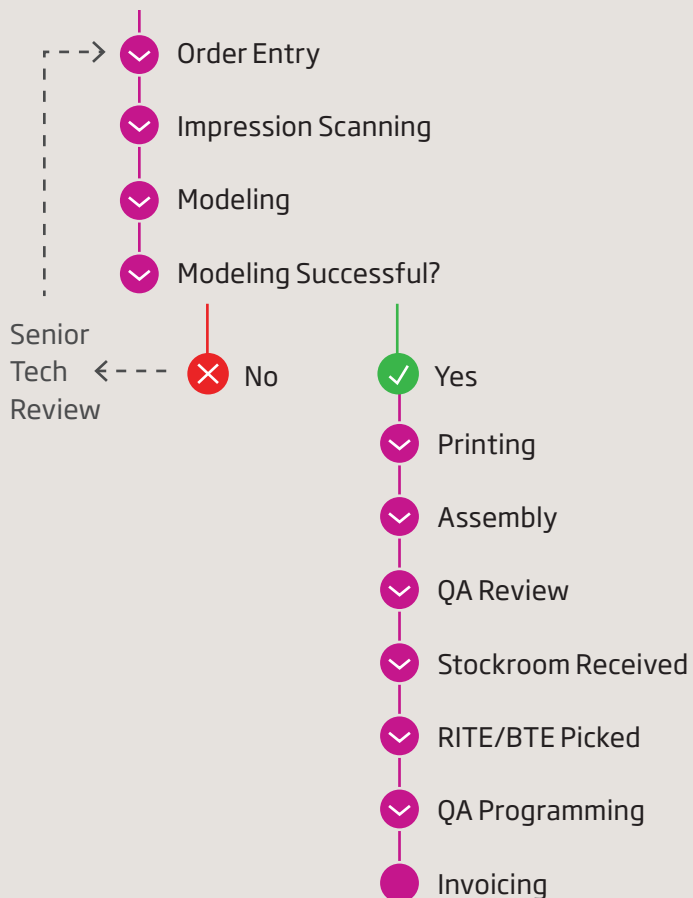 Order Entry
Impression Scanning
Modeling
Modeling Successful?
Senior
Tech
Review
No
Yes
Printing
Assembly
QA Review
Stockroom Received
RITE/BTE Picked
QA Programming
Invoicing